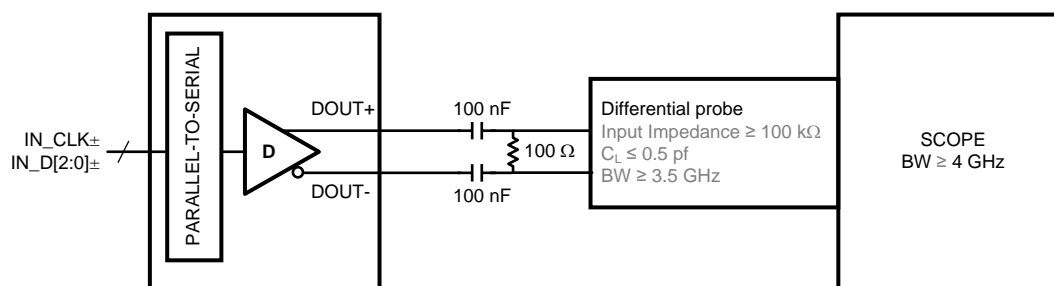 IN_CLK±
IN_D[2:0]±
PARALLEL-TO-SERIAL
D
DOUT+
DOUT-
100 nF
100 Ω
100 nF
Differential probe
Input Impedance ≥ 100 kΩ
C_L ≤ 0.5 pf
BW ≥ 3.5 GHz
SCOPE
BW ≥ 4 GHz